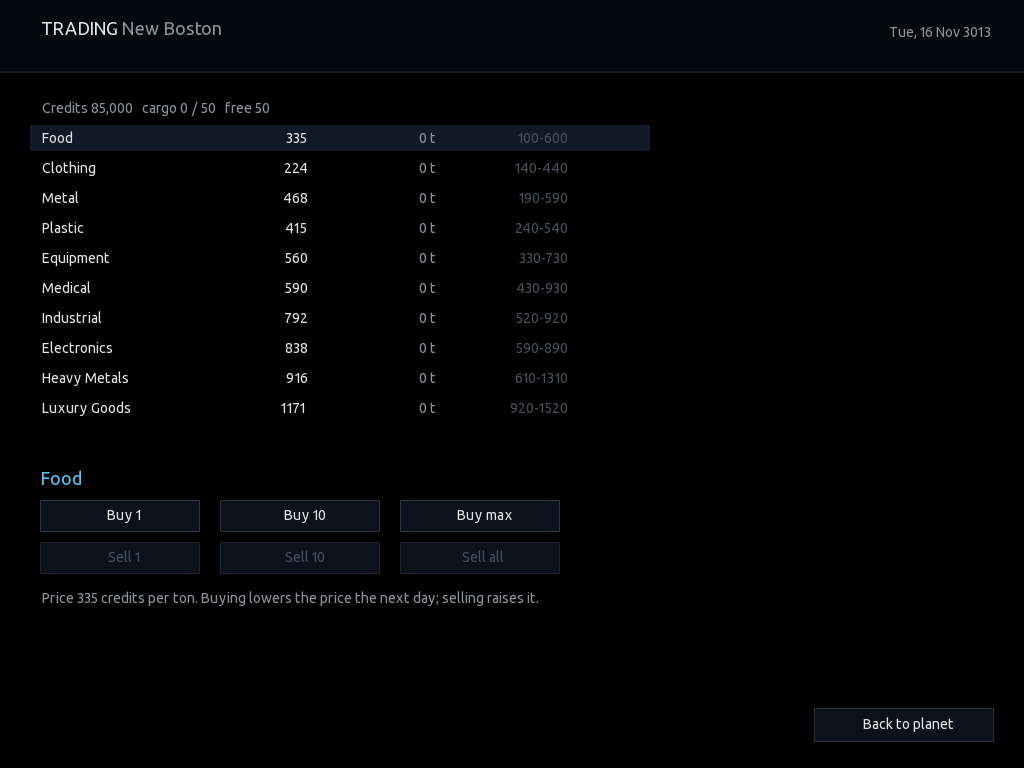 TRADING New Boston
Tue, 16 Nov 3013
Credits 85,000 cargo 0 / 50 free 50
Food 335 0 t 100-600
Clothing 224 0 t 140-440
Metal 468 0 t 190-590
Plastic 415 0 t 240-540
Equipment 560 0 t 330-730
Medical 590 0 t 430-930
Industrial 792 0 t 520-920
Electronics 838 0 t 590-890
Heavy Metals 916 0 t 610-1310
Luxury Goods 1171 0 t 920-1520
Food
Buy 1 Buy 10 Buy max
Sell 1 Sell 10 Sell all
Price 335 credits per ton. Buying lowers the price the next day; selling raises it.
Back to planet